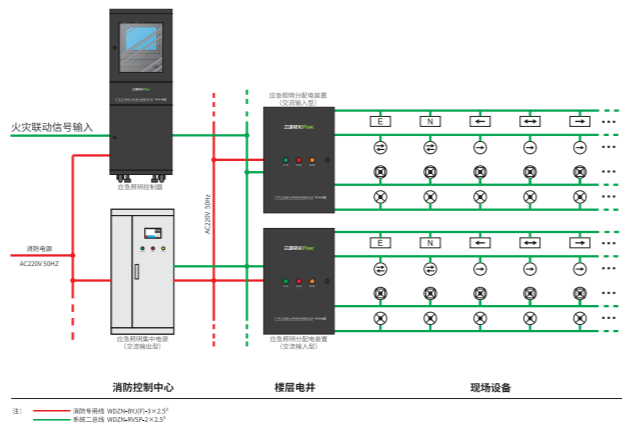 应急照明分配电装置
（交流输入型）
火灾联动信号输入
E N
应急照明控制器
AC220V 50HZ
消防电源
AC220V 50HZ
E N
应急照明集中电源
（交流输出型）
应急照明分配电装置
（交流输入型）
消防控制中心 楼层电井 现场设备
注： 消防专用线 WDZN-BYJ(F)-3×2.5²
系统二总线 WDZN-RVSP-2×2.5²